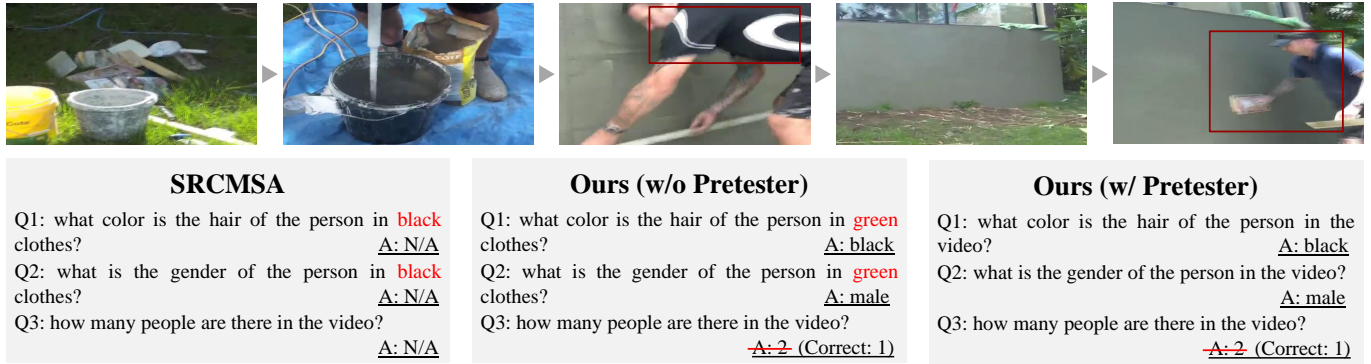 SRCMSA
Q1: what color is the hair of the person in black
clothes? A: N/A
Q2: what is the gender of the person in black
clothes? A: N/A
Q3: how many people are there in the video?
A: N/A
Ours (w/o Pretester)
Q1: what color is the hair of the person in green
clothes? A: black
Q2: what is the gender of the person in green
clothes? A: male
Q3: how many people are there in the video?
A: 2 (Correct: 1)
Ours (w/ Pretester)
Q1: what color is the hair of the person in the
video? A: black
Q2: what is the gender of the person in the video?
A: male
Q3: how many people are there in the video?
A: 2 (Correct: 1)